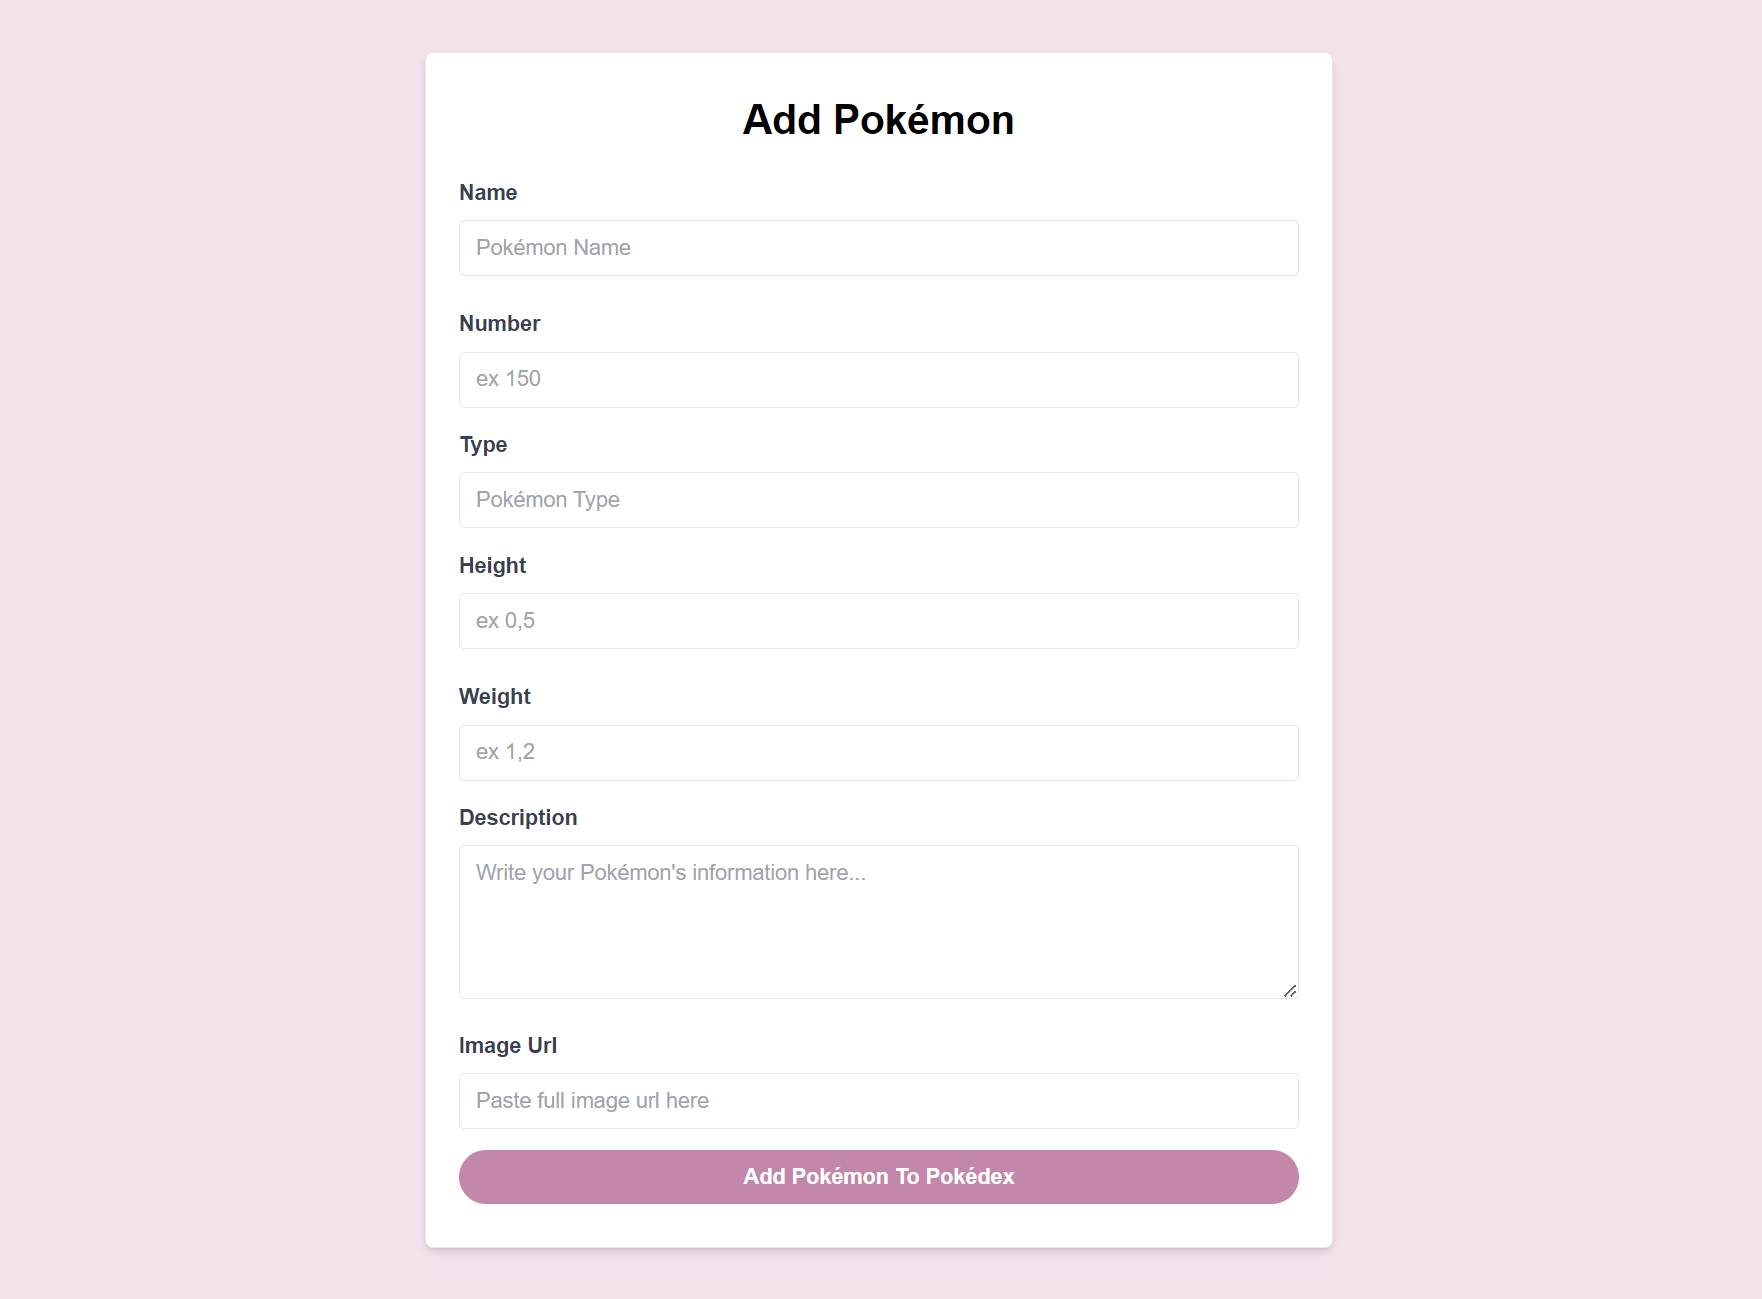 Add Pokémon
Name
Pokémon Name
Number
ex 150
Type
Pokémon Type
Height
ex 0,5
Weight
ex 1,2
Description
Write your Pokémon's information here...
Image Url
Paste full image url here
Add Pokémon To Pokédex